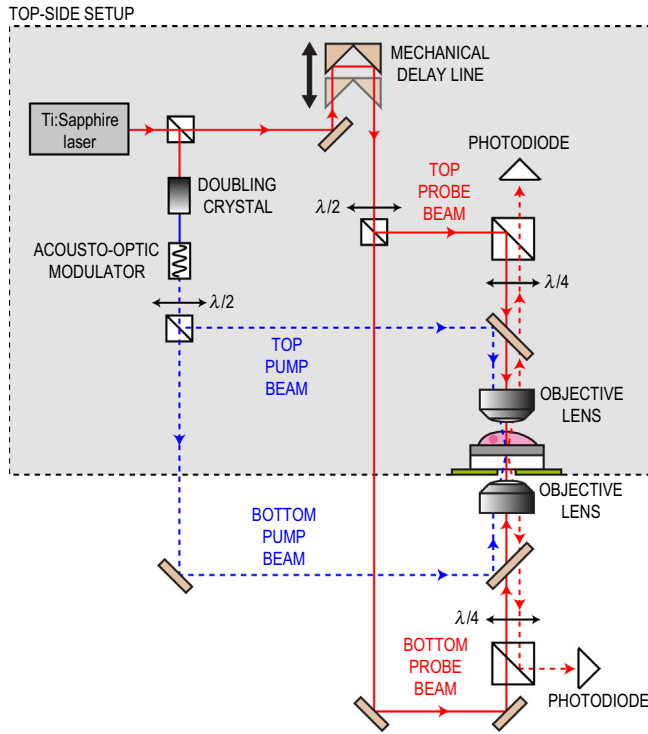 TOP-SIDE SETUP
MECHANICAL
DELAY LINE
Ti:Sapphire
laser
PHOTODIODE
TOP
PROBE
BEAM
DOUBLING
CRYSTAL
λ/2
ACOUSTO-OPTIC
MODULATOR
λ/4
λ/2
TOP
PUMP
BEAM
OBJECTIVE
LENS
OBJECTIVE
LENS
BOTTOM
PUMP
BEAM
λ/4
BOTTOM
PROBE
BEAM
PHOTODIODE